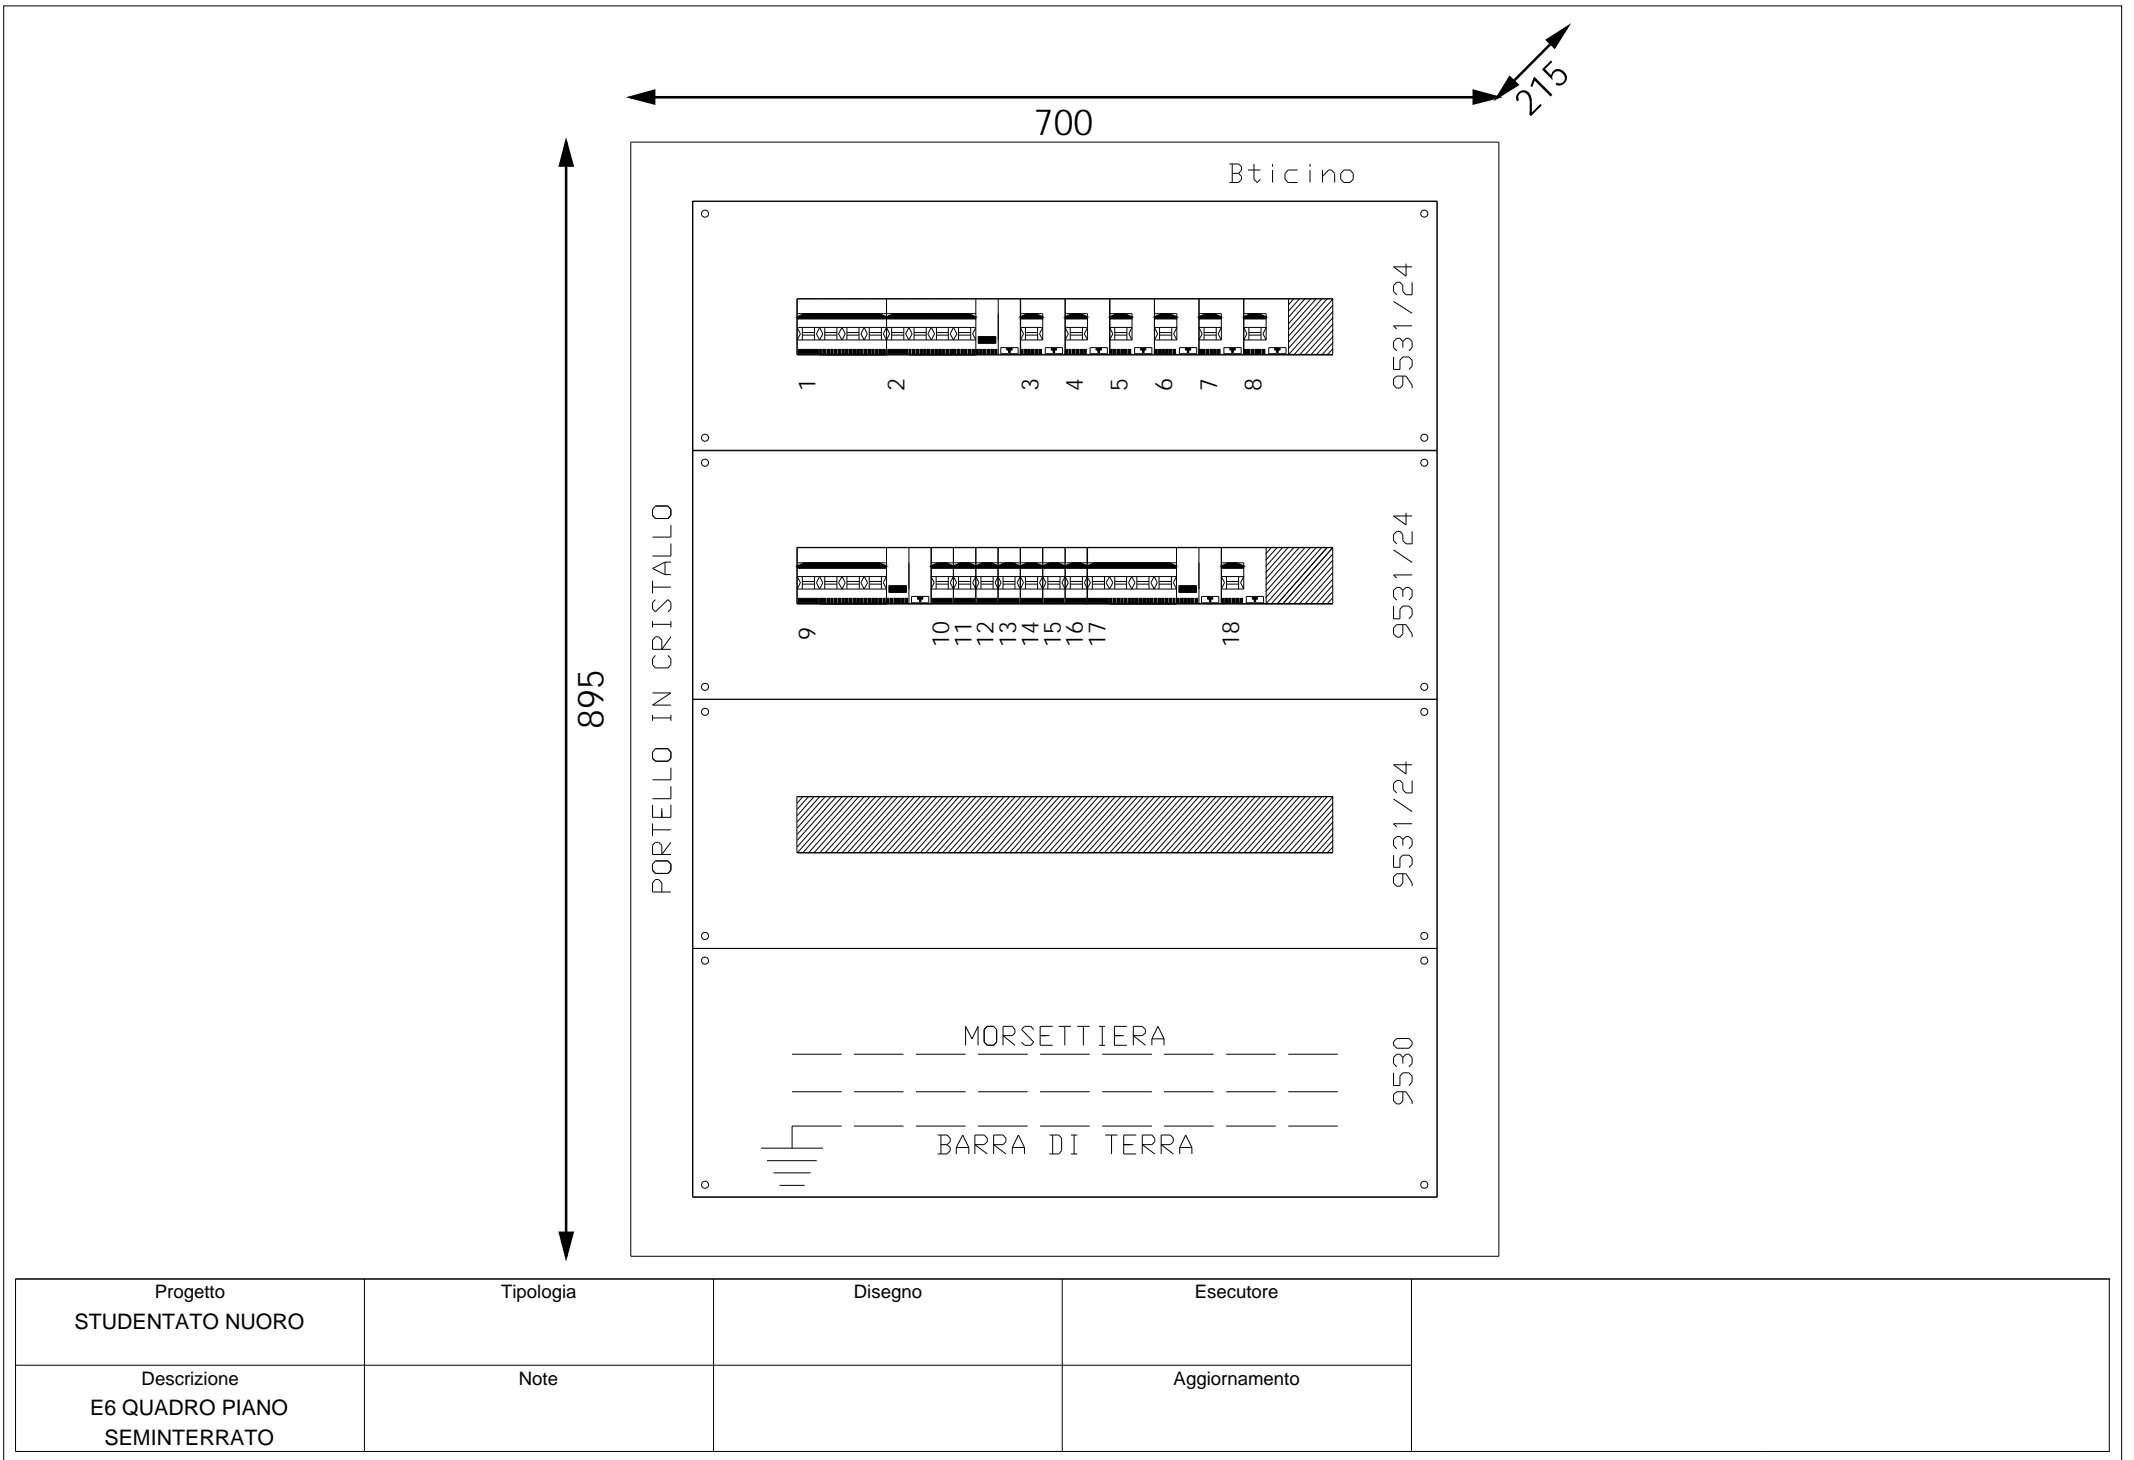 215
700
Bticino
9531/24
1 2 3 4 5 6 7 8
PORTELLO IN CRISTALLO
895
9531/24
9 10 11 12 13 14 15 16 17 18
9531/24
MORSETTIERA
9530
BARRA DI TERRA
Progetto
STUDENTATO NUORO
Tipologia
Disegno
Esecutore
Descrizione
E6 QUADRO PIANO
SEMINTERRATO
Note
Aggiornamento